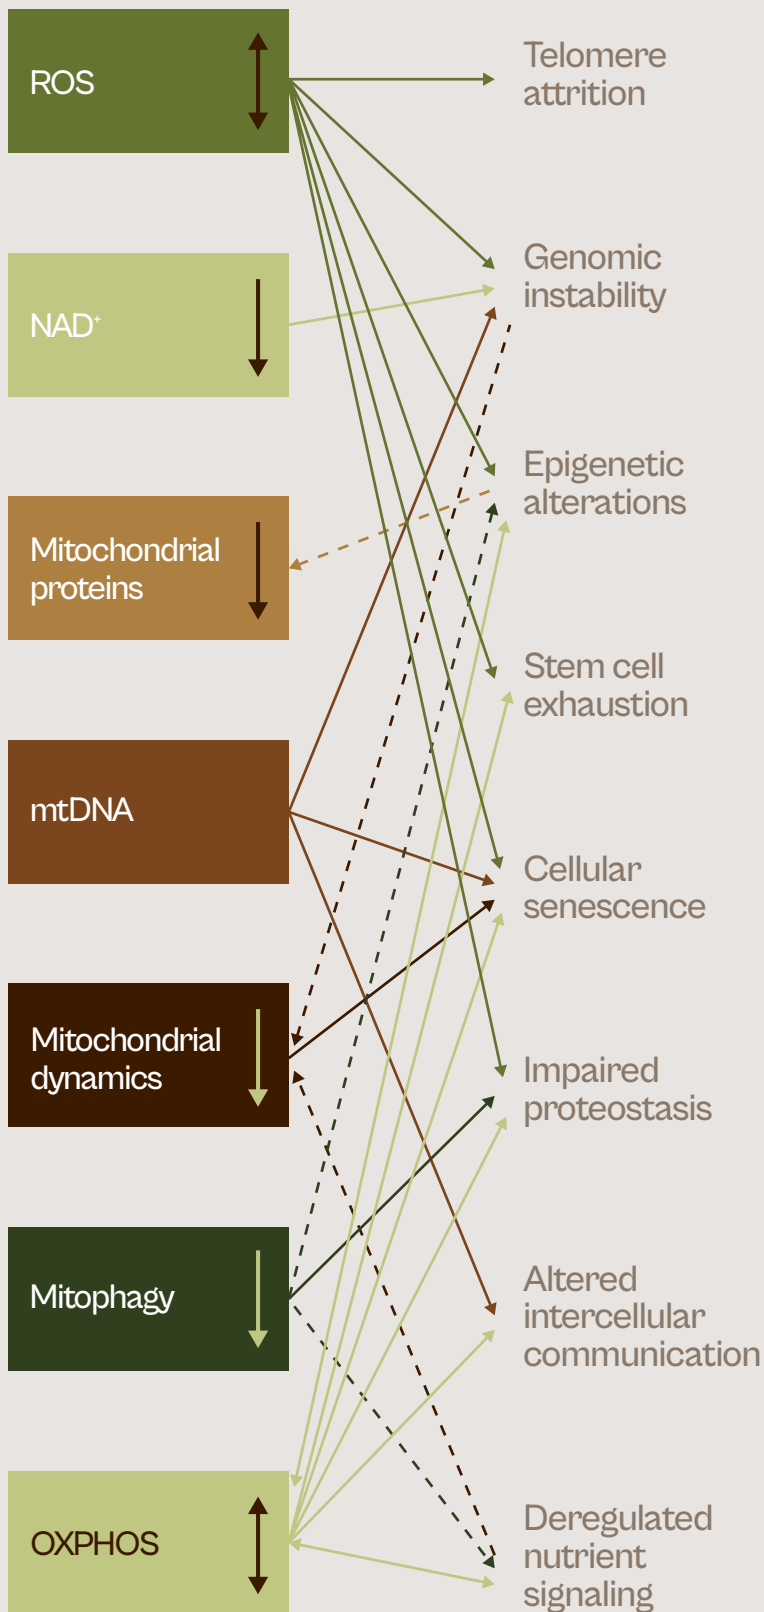 ROS
NAD⁺
Mitochondrial
proteins
mtDNA
Mitochondrial
dynamics
Mitophagy
OXPHOS
Telomere
attrition
Genomic
instability
Epigenetic
alterations
Stem cell
exhaustion
Cellular
senescence
Impaired
proteostasis
Altered
intercellular
communication
Deregulated
nutrient
signaling